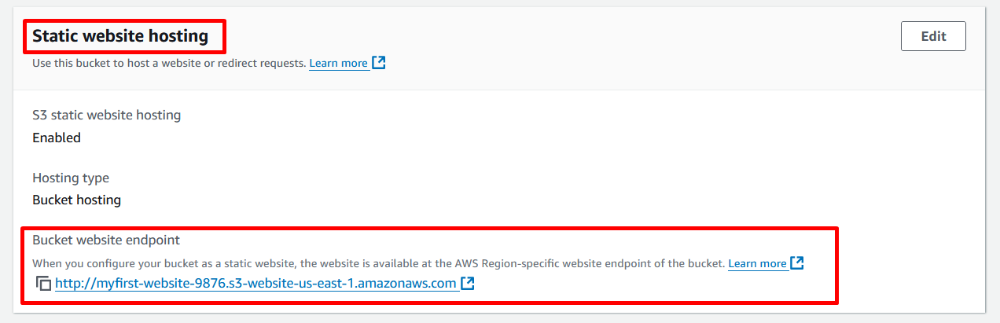 Static website hosting
Edit
Use this bucket to host a website or redirect requests. Learn more
S3 static website hosting
Enabled
Hosting type
Bucket hosting
Bucket website endpoint
When you configure your bucket as a static website, the website is available at the AWS Region-specific website endpoint of the bucket. Learn more
http://myfirst-website-9876.s3-website-us-east-1.amazonaws.com